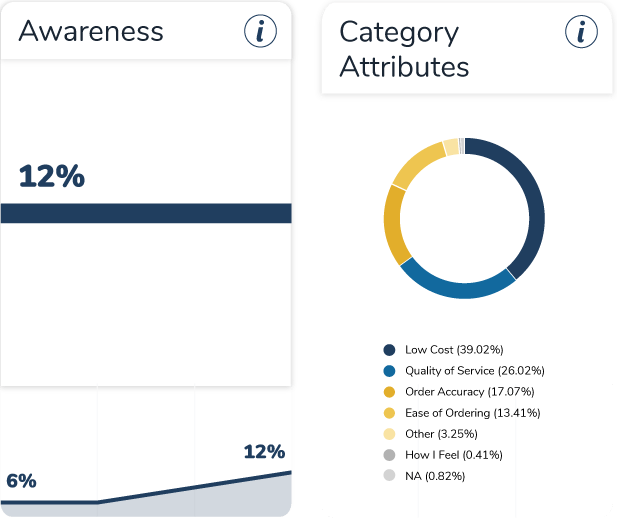 Awareness
i
12%
6%
12%
Category
Attributes
i
Low Cost (39.02%)
Quality of Service (26.02%)
Order Accuracy (17.07%)
Ease of Ordering (13.41%)
Other (3.25%)
How I Feel (0.41%)
NA (0.82%)